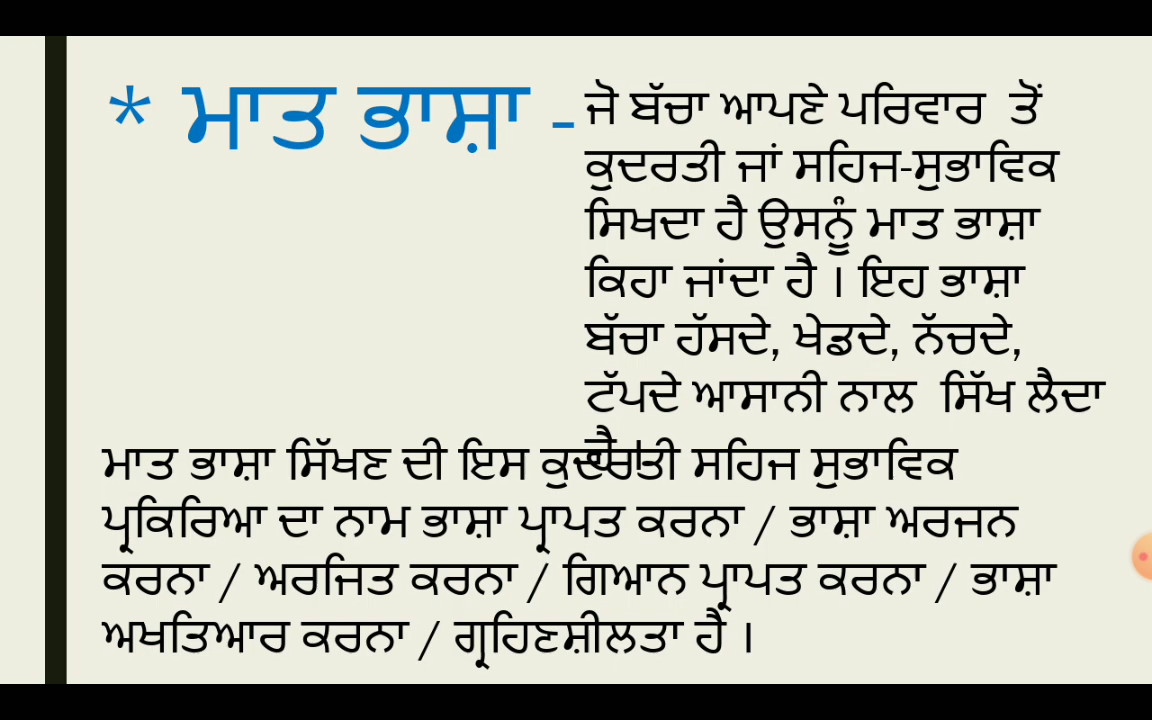 * ਮਾਤ ਭਾਸ਼ਾ -
ਜੋ ਬੱਚਾ ਆਪਣੇ ਪਰਿਵਾਰ ਤੋਂ
ਕੁਦਰਤੀ ਜਾਂ ਸਹਿਜ-ਸੁਭਾਵਿਕ
ਸਿਖਦਾ ਹੈ ਉਸਨੂੰ ਮਾਤ ਭਾਸ਼ਾ
ਕਿਹਾ ਜਾਂਦਾ ਹੈ । ਇਹ ਭਾਸ਼ਾ
ਬੱਚਾ ਹੱਸਦੇ, ਖੇਡਦੇ, ਨੱਚਦੇ,
ਟੱਪਦੇ ਆਸਾਨੀ ਨਾਲ ਸਿੱਖ ਲੈਦਾ
ਹੈ ।
ਮਾਤ ਭਾਸ਼ਾ ਸਿੱਖਣ ਦੀ ਇਸ ਕੁਦਰਤੀ ਸਹਿਜ ਸੁਭਾਵਿਕ
ਪ੍ਰਕਿਰਿਆ ਦਾ ਨਾਮ ਭਾਸ਼ਾ ਪ੍ਰਾਪਤ ਕਰਨਾ / ਭਾਸ਼ਾ ਅਰਜਨ
ਕਰਨਾ / ਅਰਜਿਤ ਕਰਨਾ / ਗਿਆਨ ਪ੍ਰਾਪਤ ਕਰਨਾ / ਭਾਸ਼ਾ
ਅਖਤਿਆਰ ਕਰਨਾ / ਗ੍ਰਹਿਣਸ਼ੀਲਤਾ ਹੈ ।